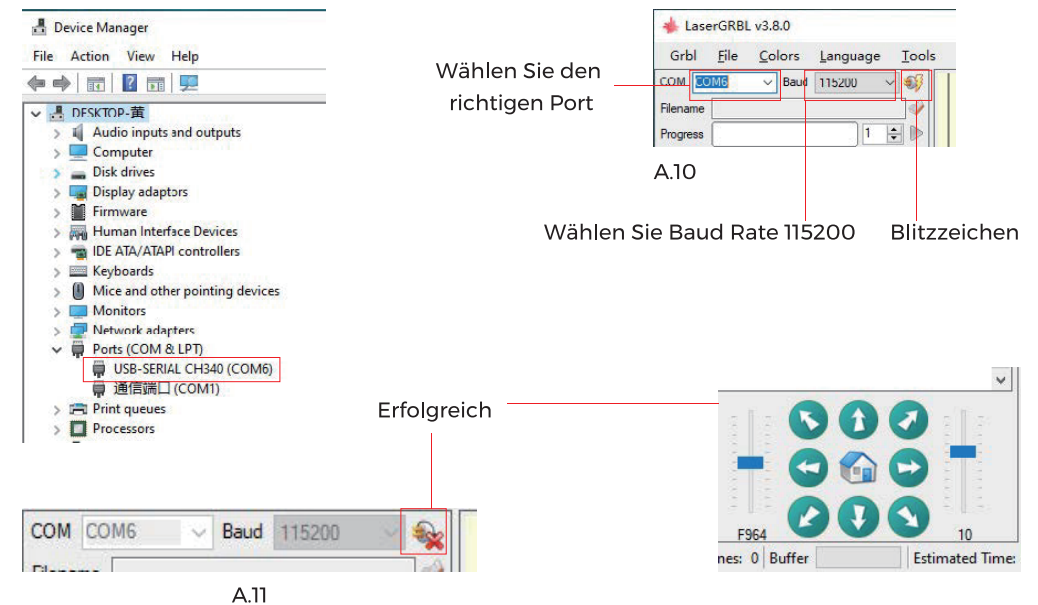 Device Manager
File Action View Help
DESKTOP-黄
Audio inputs and outputs
Computer
Disk drives
Display adaptors
Firmware
Human Interface Devices
IDE ATA/ATAPI controllers
Keyboards
Mice and other pointing devices
Monitors
Network adapters
Ports (COM & LPT)
USB-SERIAL CH340 (COM6)
通信端口 (COM1)
Print queues
Processors
Wählen Sie den
richtigen Port
LaserGRBL v3.8.0
Grbl File Colors Language Tools
COM COM6 Baud 115200
Filename
Progress 1
A.10
Wählen Sie Baud Rate 115200
Blitzzeichen
Erfolgreich
F964 10
nes: 0 Buffer Estimated Time:
COM COM6 Baud 115200
Filename
A.11